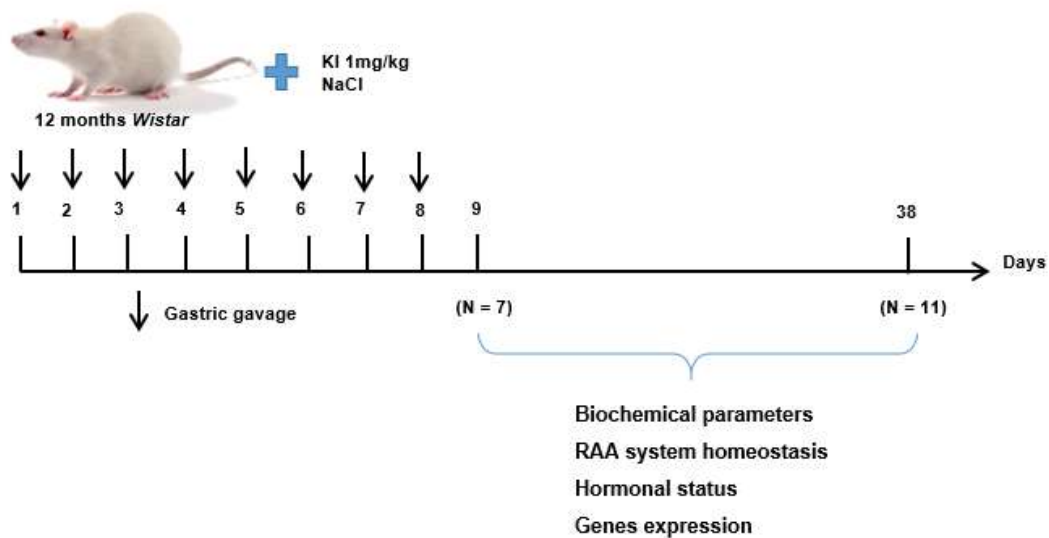 KI 1mg/kg
NaCl
12 months Wistar
1 2 3 4 5 6 7 8 9 38
Days
Gastric gavage
(N = 7) (N = 11)
Biochemical parameters
RAA system homeostasis
Hormonal status
Genes expression